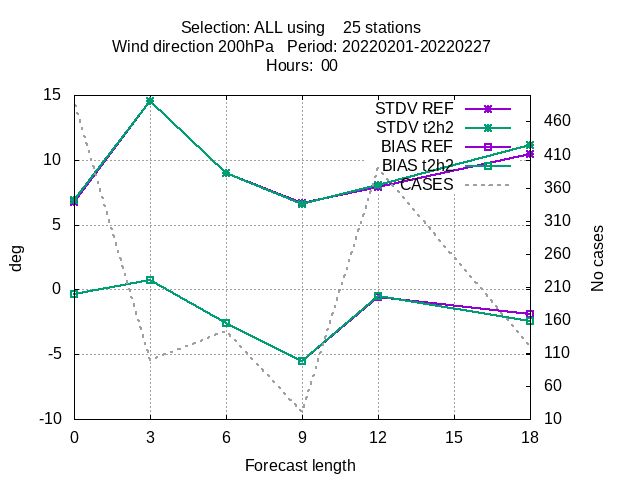 Selection: ALL using    25 stations
Wind direction 200hPa   Period: 20220201-20220227
Hours:  00
STDV REF
STDV t2h2
BIAS REF
BIAS t2h2
CASES
15
10
5
0
-5
-10
deg
460
410
360
310
260
210
160
110
60
10
No cases
0 3 6 9 12 15 18
Forecast length